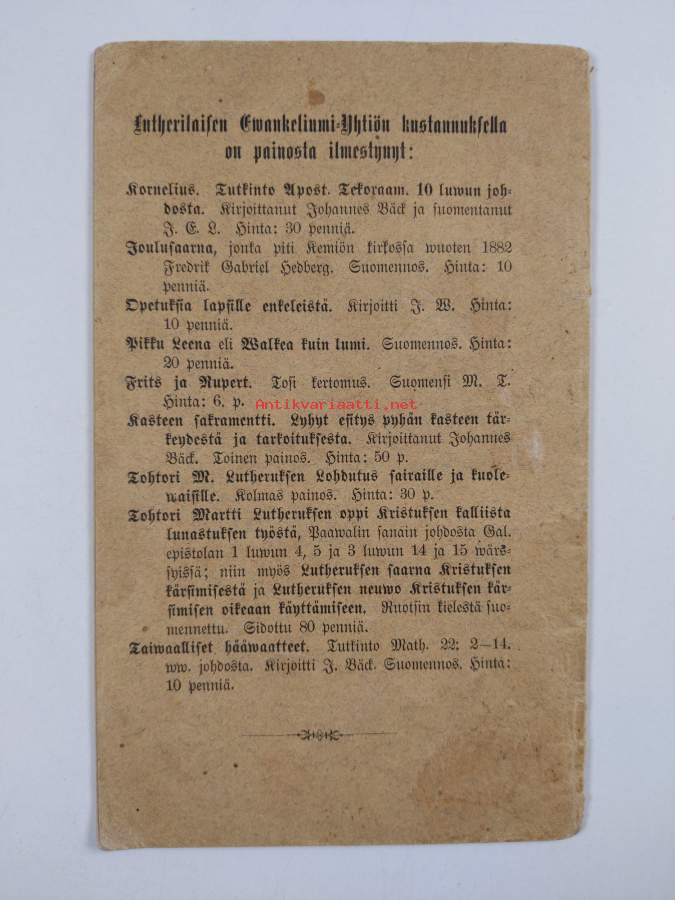 Lutherilaisen Ewankeliumi-Yhtiön kustannuksella
on painosta ilmestynyt:
Kornelius. Tutkinto Apost. Tekoraam. 10 luwun joh-
dosta. Kirjoittanut Johannes Bäck ja suomentanut
J. E. L. Hinta: 30 penniä.
Joulusaarna, jonka piti Kemiön kirkossa wuoten 1882
Fredrik Gabriel Hedberg. Suomennos. Hinta: 10
penniä.
Opetuksia lapsille enkeleistä. Kirjoitti J. W. Hinta:
10 penniä.
Pikku Leena eli Walkea kuin lumi. Suomennos. Hinta:
20 penniä.
Frits ja Rupert. Tosi kertomus. Suomensi M. T.
Hinta: 6. p.
Antikvariaatti.net
Kasteen sakramentti. Lyhyt esitys pyhän kasteen tär-
keydestä ja tarkoituksesta. Kirjoittanut Johannes
Bäck. Toinen painos. Hinta: 50 p.
Tohtori M. Lutheruksen Lohdutus sairaille ja kuole-
waisille. Kolmas painos. Hinta: 30 p.
Tohtori Martti Lutheruksen oppi Kristuksen kalliista
lunastuksen työstä, Paawalin sanain johdosta Gal.
epistolan 1 luwun 4, 5 ja 3 luwun 14 ja 15 wärs-
syissä; niin myös Lutheruksen saarna Kristuksen
kärsimisestä ja Lutheruksen neuwo Kristuksen kär-
simisen oikeaan käyttämiseen. Ruotsin kielestä suo-
mennettu. Sidottu 80 penniä.
Taiwaalliset hääwaatteet. Tutkinto Math. 22: 2—14.
ww. johdosta. Kirjoitti J. Bäck. Suomennos. Hinta:
10 penniä.